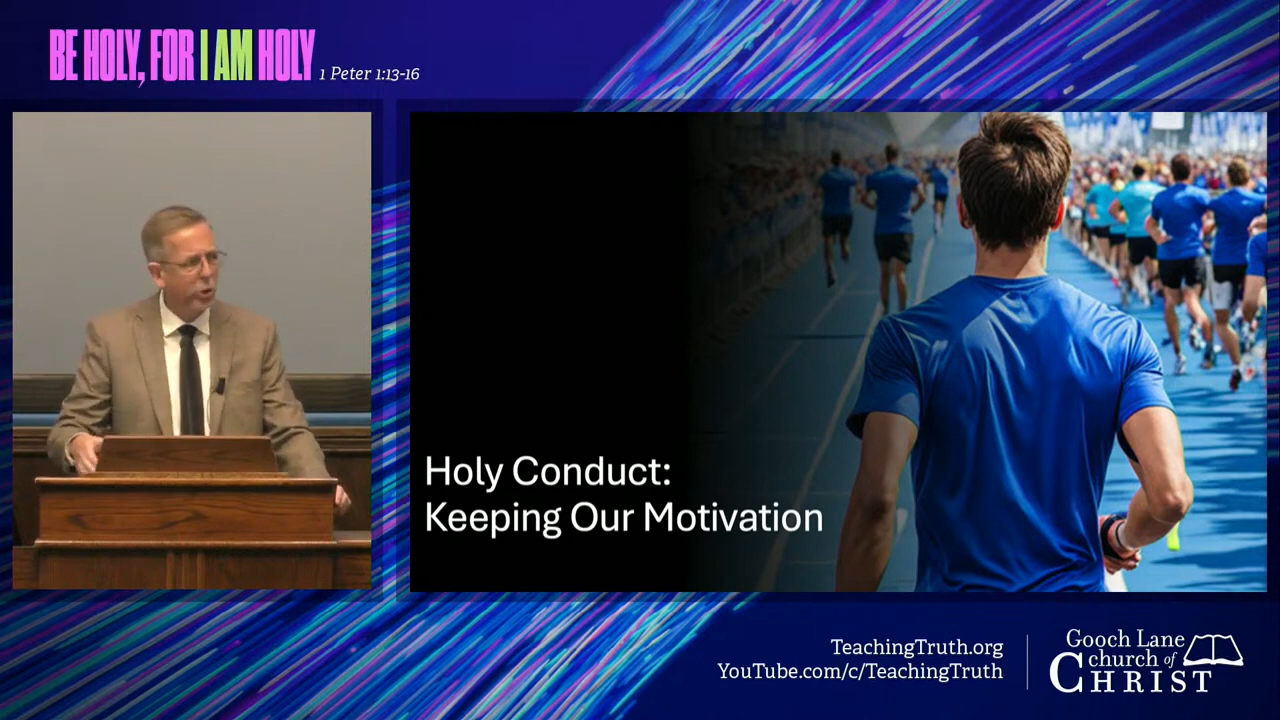 BE HOLY, FOR I AM HOLY 1 Peter 1:13-16
Holy Conduct:
Keeping Our Motivation
TeachingTruth.org
YouTube.com/c/TeachingTruth
Gooch Lane
church of
CHRIST